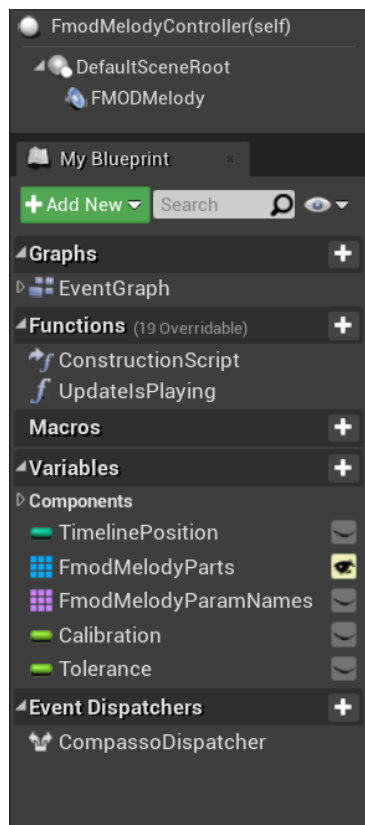 FmodMelodyController(self)
DefaultSceneRoot
FMODMelody
My Blueprint
Add New Search
Graphs
EventGraph
Functions (19 Overridable)
ConstructionScript
UpdateIsPlaying
Macros
Variables
Components
TimelinePosition
FmodMelodyParts
FmodMelodyParamNames
Calibration
Tolerance
Event Dispatchers
CompassoDispatcher